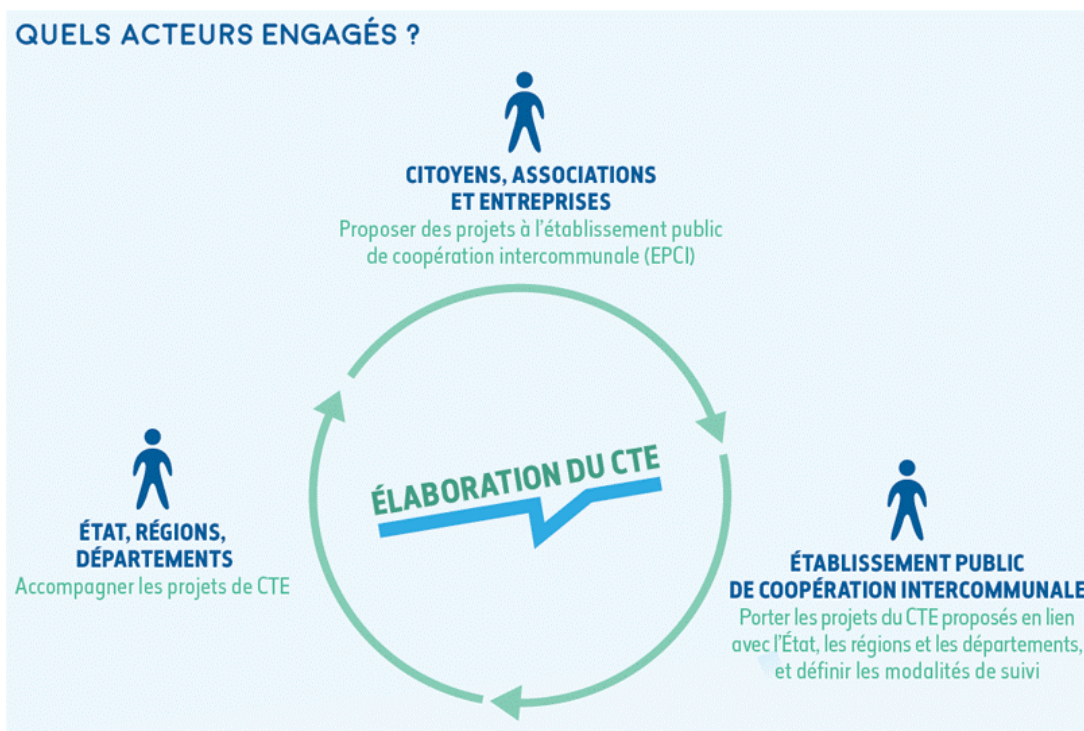 QUELS ACTEURS ENGAGÉS ?
CITOYENS, ASSOCIATIONS
ET ENTREPRISES
Proposer des projets à l'établissement public
de coopération intercommunale (EPCI)
ÉLABORATION DU CTE
ÉTAT, RÉGIONS,
DÉPARTEMENTS
Accompagner les projets de CTE
ÉTABLISSEMENT PUBLIC
DE COOPÉRATION INTERCOMMUNALE
Porter les projets du CTE proposés en lien
avec l'État, les régions et les départements,
et définir les modalités de suivi